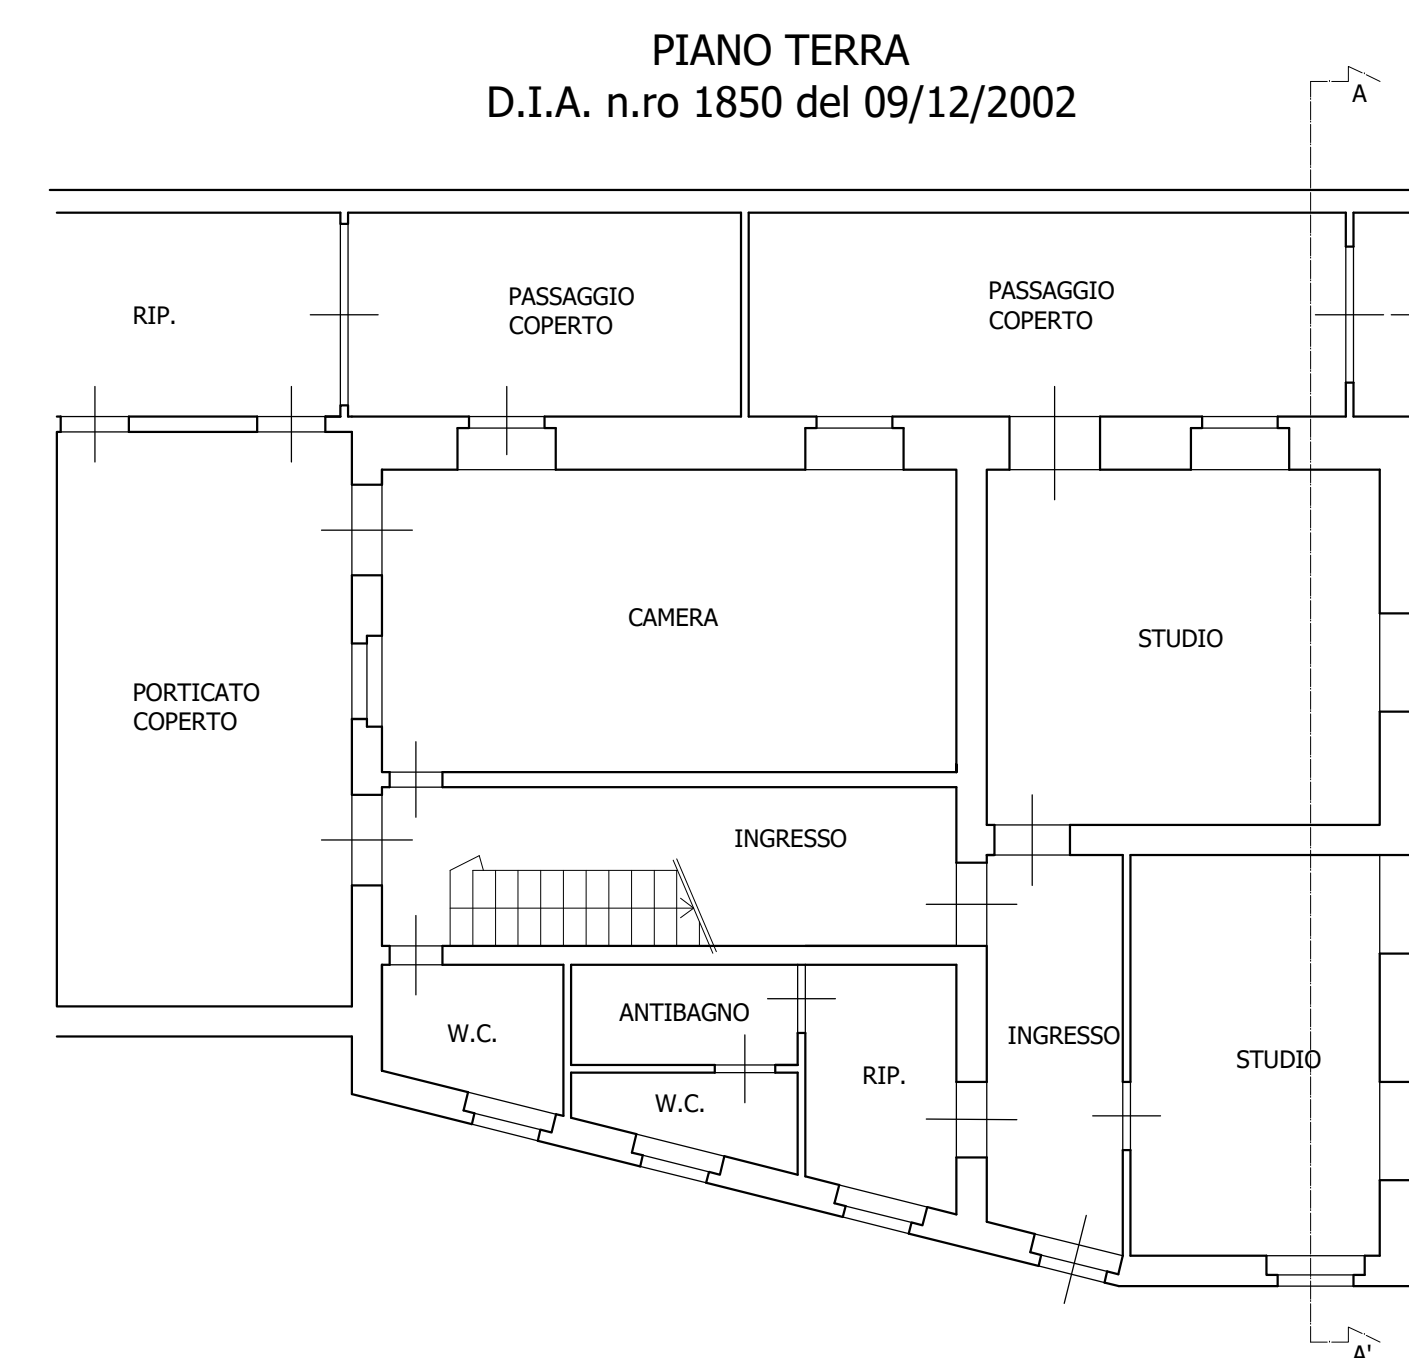 PIANO TERRA
D.I.A. n.ro 1850 del 09/12/2002
A
RIP.
PASSAGGIO
COPERTO
PASSAGGIO
COPERTO
CAMERA
STUDIO
PORTICATO
COPERTO
INGRESSO
W.C.
ANTIBAGNO
W.C.
RIP.
INGRESSO
STUDIO
A'